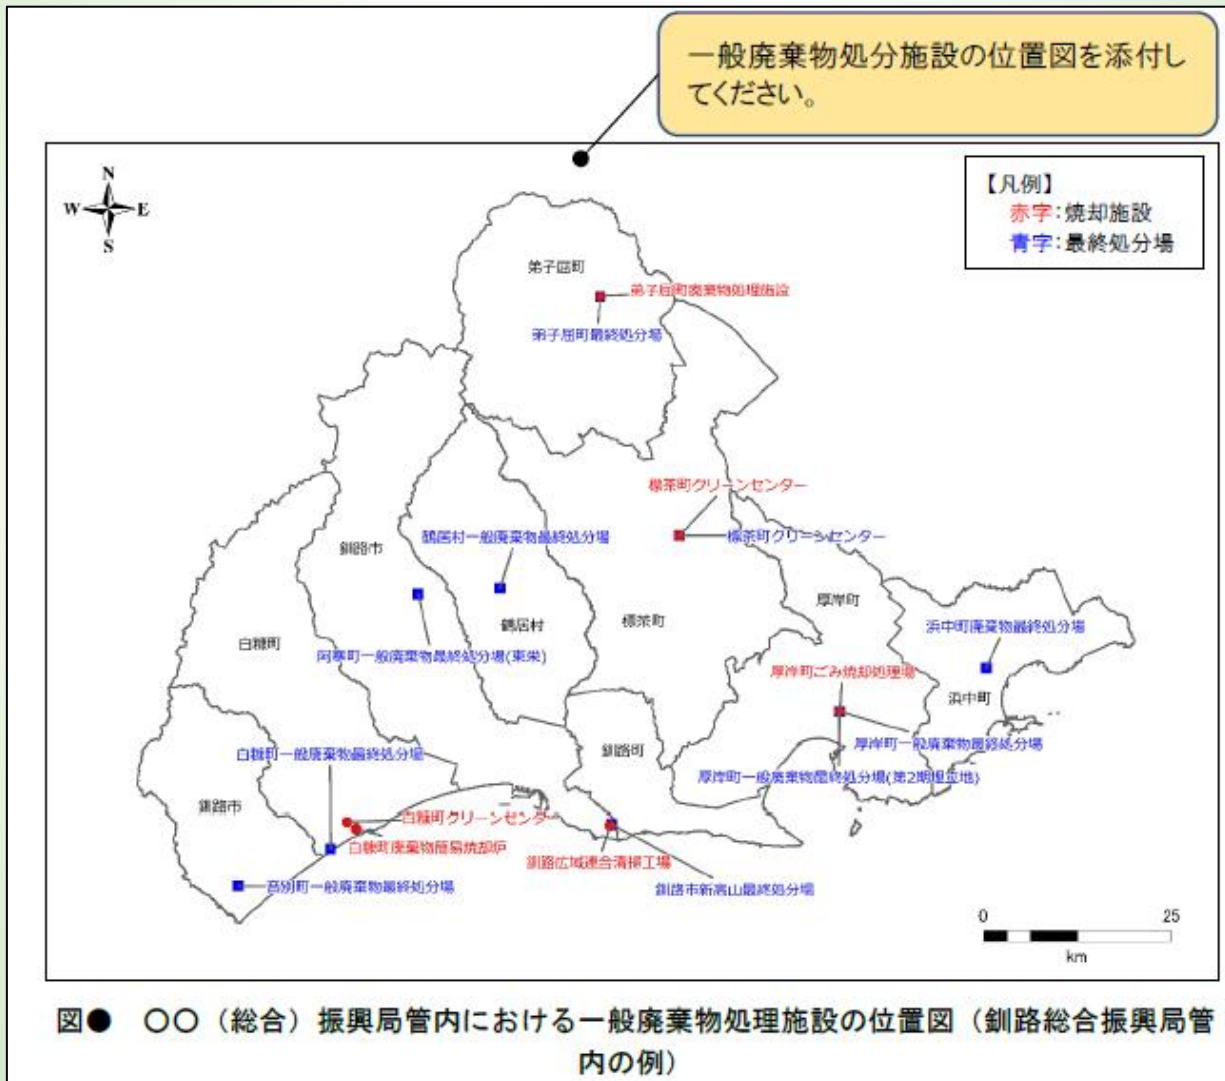 一般廃棄物処分施設の位置図を添付し
てください。
N
W E
S
【凡例】
赤字：焼却施設
青字：最終処分場
弟子屈町
弟子屈町廃棄物処理施設
弟子屈町最終処分場
標茶町クリーンセンター
標茶町クリーンセンター
鶴居村一般廃棄物最終処分場
釧路市
厚岸町
標茶町
鶴居村
白糠町
浜中町廃棄物最終処分場
阿寒町一般廃棄物最終処分場(東栄)
厚岸町ごみ焼却処理場
浜中町
白糠町一般廃棄物最終処分場
釧路町
厚岸町一般廃棄物最終処分場
厚岸町一般廃棄物最終処分場(第2期埋立地)
釧路市
白糠町クリーンセンター
白糠町廃棄物簡易焼却炉
釧路広域連合清掃工場
音別町一般廃棄物最終処分場
釧路市新高山最終処分場
0 25
km
図● 〇〇（総合）振興局管内における一般廃棄物処理施設の位置図（釧路総合振興局管
内の例）